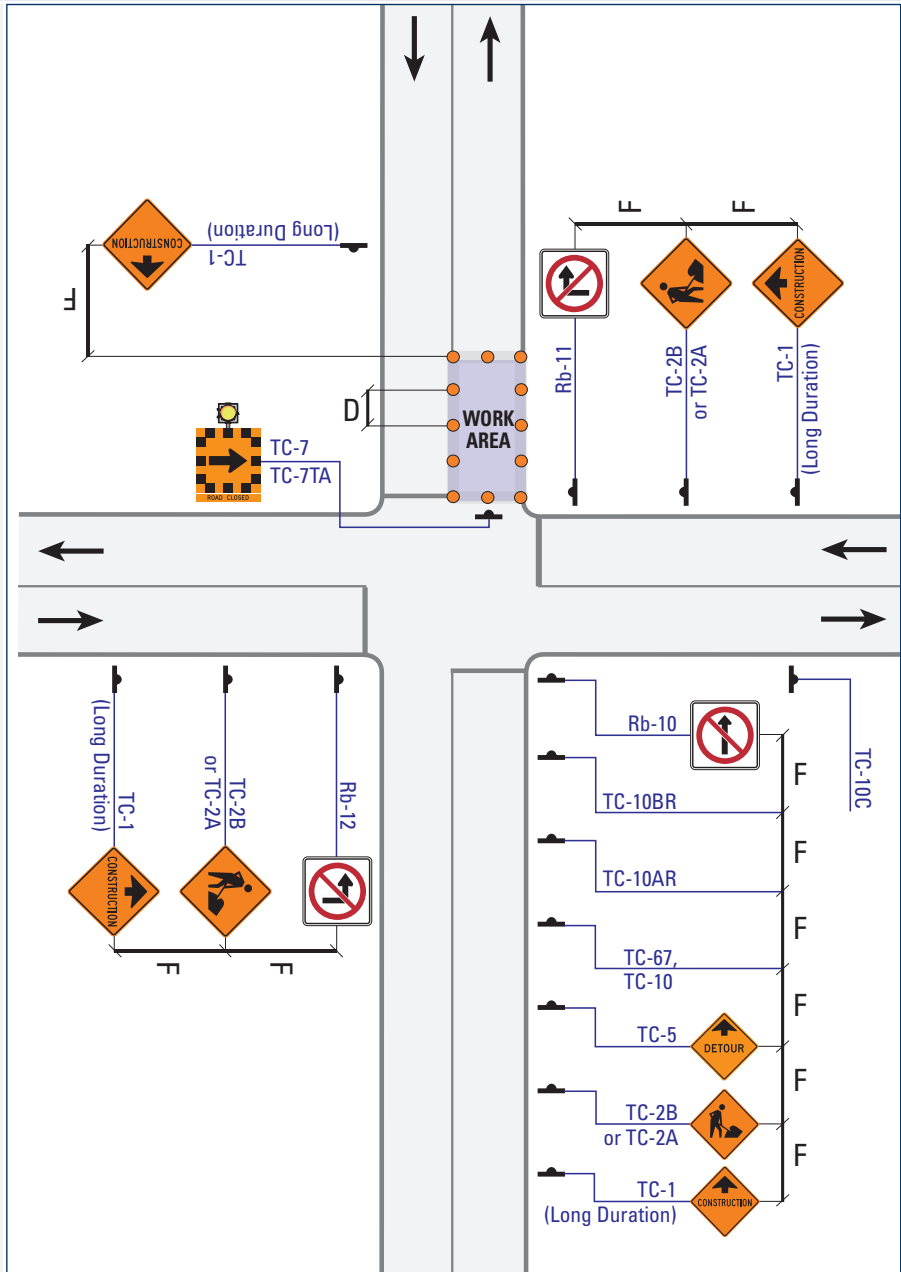 CONSTRUCTION
TC-1
(Long Duration)
F
D
WORK
AREA
TC-7
TC-7TA
ROAD CLOSED
F
F
Rb-11
TC-2B
or TC-2A
CONSTRUCTION
TC-1
(Long Duration)
TC-1
(Long Duration)
CONSTRUCTION
TC-2B
or TC-2A
Rb-12
F
F
Rb-10
TC-10C
F
TC-10BR
F
TC-10AR
F
TC-67,
TC-10
F
TC-5
DETOUR
F
TC-2B
or TC-2A
F
TC-1
(Long Duration)
CONSTRUCTION